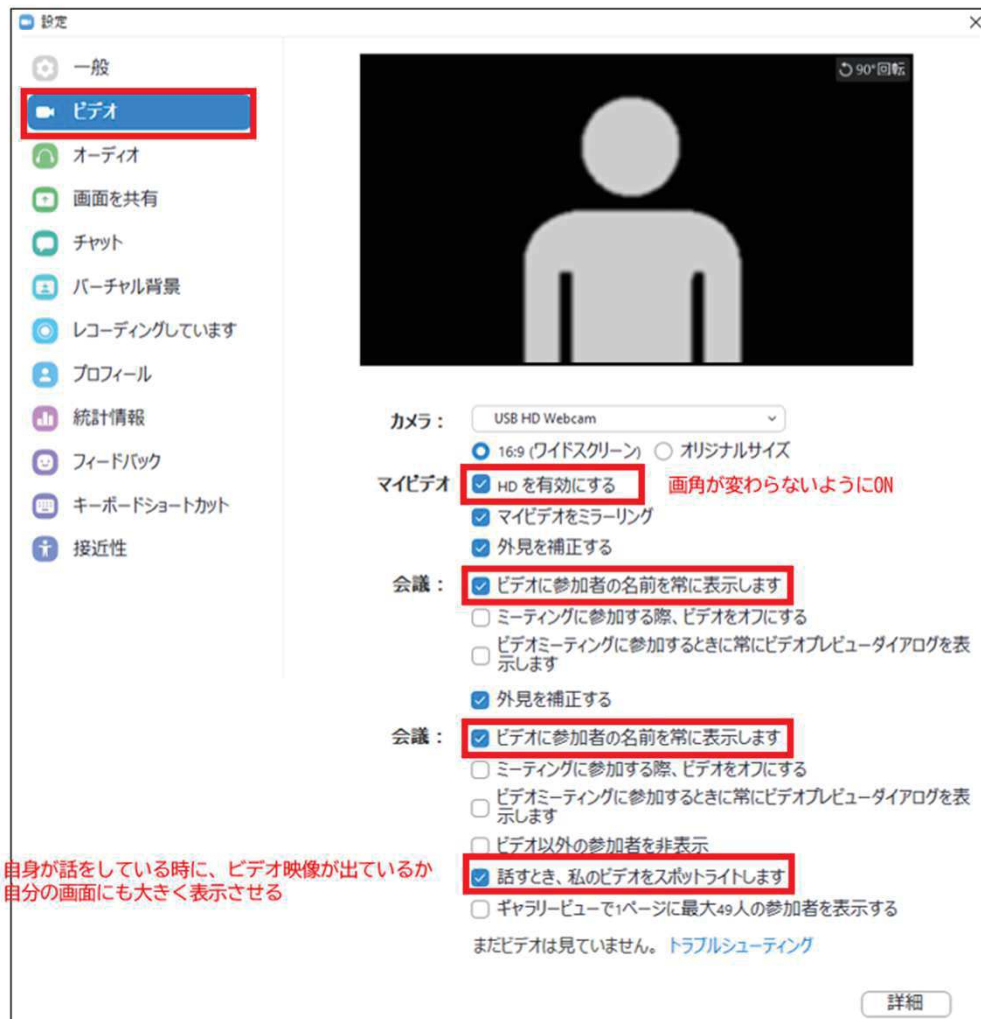 設定
一般
ビデオ
オーディオ
画面を共有
チャット
バーチャル背景
レコーディングしています
プロフィール
統計情報
フィードバック
キーボードショートカット
接近性
90°回転
カメラ:
USB HD Webcam
16:9 (ワイドスクリーン) オリジナルサイズ
マイビデオ
HD を有効にする
画角が変わらないようにON
マイビデオをミラーリング
外見を補正する
会議:
ビデオに参加者の名前を常に表示します
ミーティングに参加する際、ビデオをオフにする
ビデオミーティングに参加するときに常にビデオプレビューダイアログを表
示します
外見を補正する
会議:
ビデオに参加者の名前を常に表示します
ミーティングに参加する際、ビデオをオフにする
ビデオミーティングに参加するときに常にビデオプレビューダイアログを表
示します
ビデオ以外の参加者を非表示
自身が話をしている時に、ビデオ映像が出ているか
自分の画面にも大きく表示させる
話すとき、私のビデオをスポットライトします
ギャラリービューで1ページに最大49人の参加者を表示する
まだビデオは見ていません。 トラブルシューティング
詳細